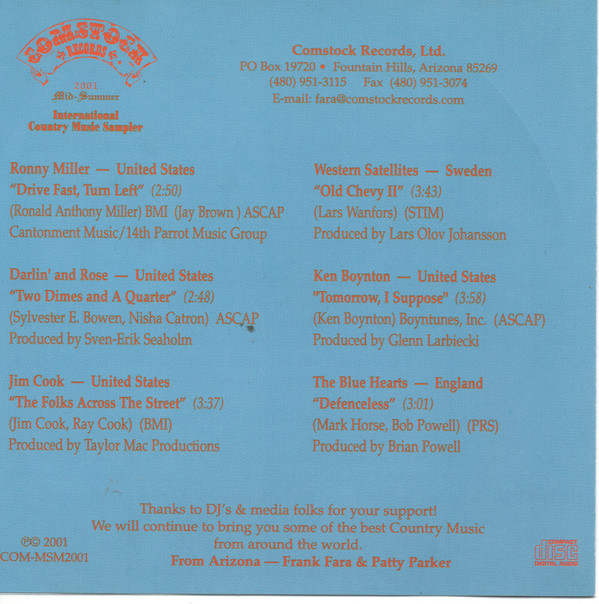 COMSTOCK
RECORDS
2001
Mid-Summer
International
Country Music Sampler
Comstock Records, Ltd.
PO Box 19720 • Fountain Hills, Arizona 85269
(480) 951-3115 Fax (480) 951-3074
E-mail: fara@comstockrecords.com
Ronny Miller — United States
"Drive Fast, Turn Left" (2:50)
(Ronald Anthony Miller) BMI (Jay Brown ) ASCAP
Cantonment Music/14th Parrot Music Group
Darlin' and Rose — United States
"Two Dimes and A Quarter" (2:48)
(Sylvester E. Bowen, Nisha Catron) ASCAP
Produced by Sven-Erik Seaholm
Jim Cook — United States
"The Folks Across The Street" (3:37)
(Jim Cook, Ray Cook) (BMI)
Produced by Taylor Mac Productions
Western Satellites — Sweden
"Old Chevy II" (3:43)
(Lars Wanfors) (STIM)
Produced by Lars Olov Johansson
Ken Boynton — United States
"Tomorrow, I Suppose" (3:58)
(Ken Boynton) Boyntunes, Inc. (ASCAP)
Produced by Glenn Larbiecki
The Blue Hearts — England
"Defenceless" (3:01)
(Mark Horse, Bob Powell) (PRS)
Produced by Brian Powell
Thanks to DJ's & media folks for your support!
We will continue to bring you some of the best Country Music
from around the world.
From Arizona — Frank Fara & Patty Parker
℗© 2001
COM-MSM2001
COMPACT
disc
DIGITAL AUDIO